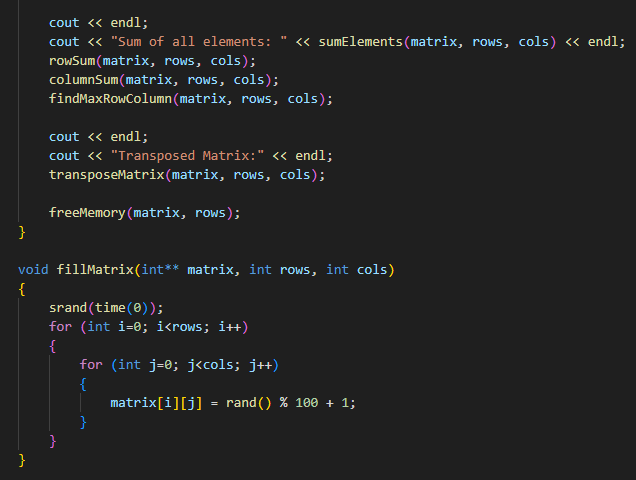 cout << endl;
cout << "Sum of all elements: " << sumElements(matrix, rows, cols) << endl;
rowSum(matrix, rows, cols);
columnSum(matrix, rows, cols);
findMaxRowColumn(matrix, rows, cols);
cout << endl;
cout << "Transposed Matrix:" << endl;
transposeMatrix(matrix, rows, cols);
freeMemory(matrix, rows);
}
void fillMatrix(int** matrix, int rows, int cols)
{
srand(time(0));
for (int i=0; i<rows; i++)
{
for (int j=0; j<cols; j++)
{
matrix[i][j] = rand() % 100 + 1;
}
}
}